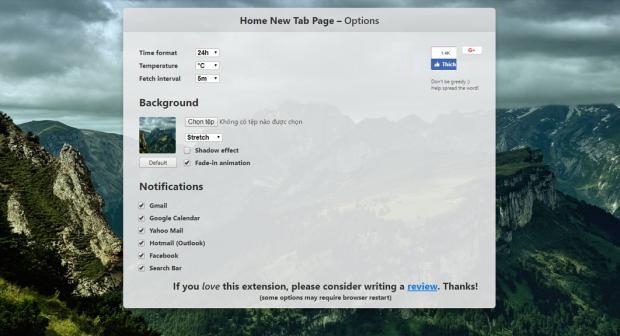 Home New Tab Page – Options
Time format 24h
Temperature °C
Fetch interval 5m
1.4K
G+
Thích
Don't be greedy :)
Help spread the word!
Background
Chọn tệp Không có tệp nào được chọn
Stretch
Shadow effect
Default
Fade-in animation
Notifications
Gmail
Google Calendar
Yahoo Mail
Hotmail (Outlook)
Facebook
Search Bar
If you love this extension, please consider writing a review. Thanks!
(some options may require browser restart)